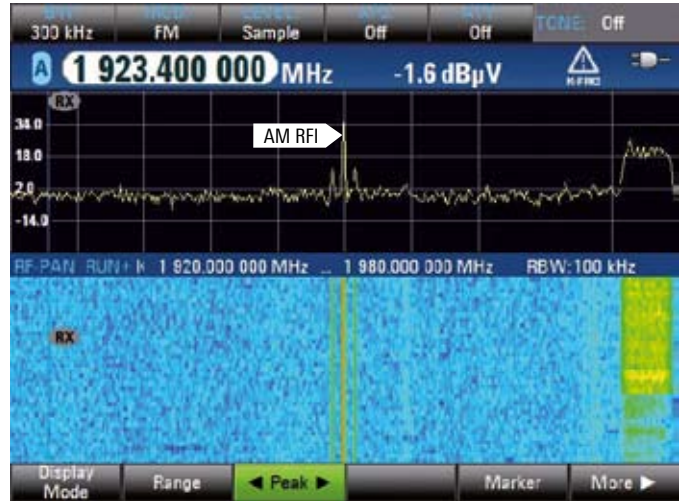 300 kHz FM Sample Off Off TONE: Off
A 1 923.400 000 MHz -1.6 dBµV
RX
34.0
AM RFI
18.0
2.0
-14.0
RF-PAN RUN+ 1 920.000 000 MHz ... 1 980.000 000 MHz RBW: 100 kHz
RX
Display Mode Range ◄ Peak ► Marker More ►